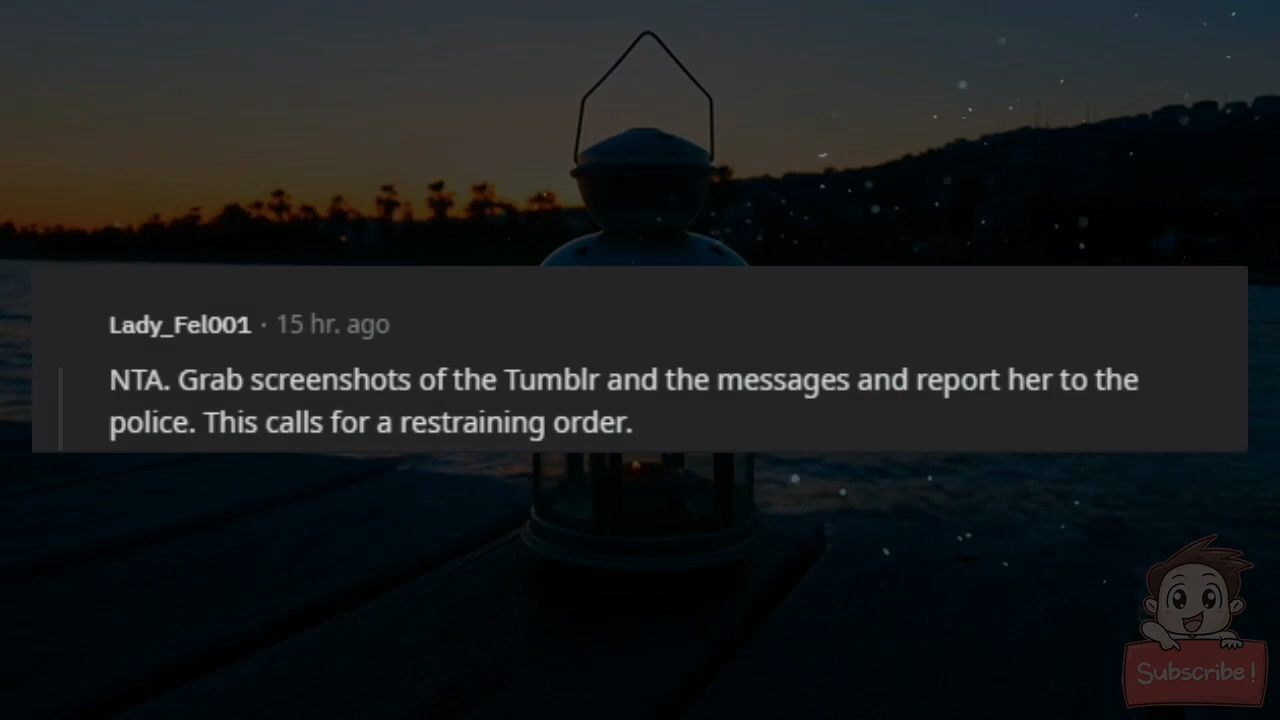 Lady_Fel001 · 15 hr. ago
NTA. Grab screenshots of the Tumblr and the messages and report her to the
police. This calls for a restraining order.
Subscribe!